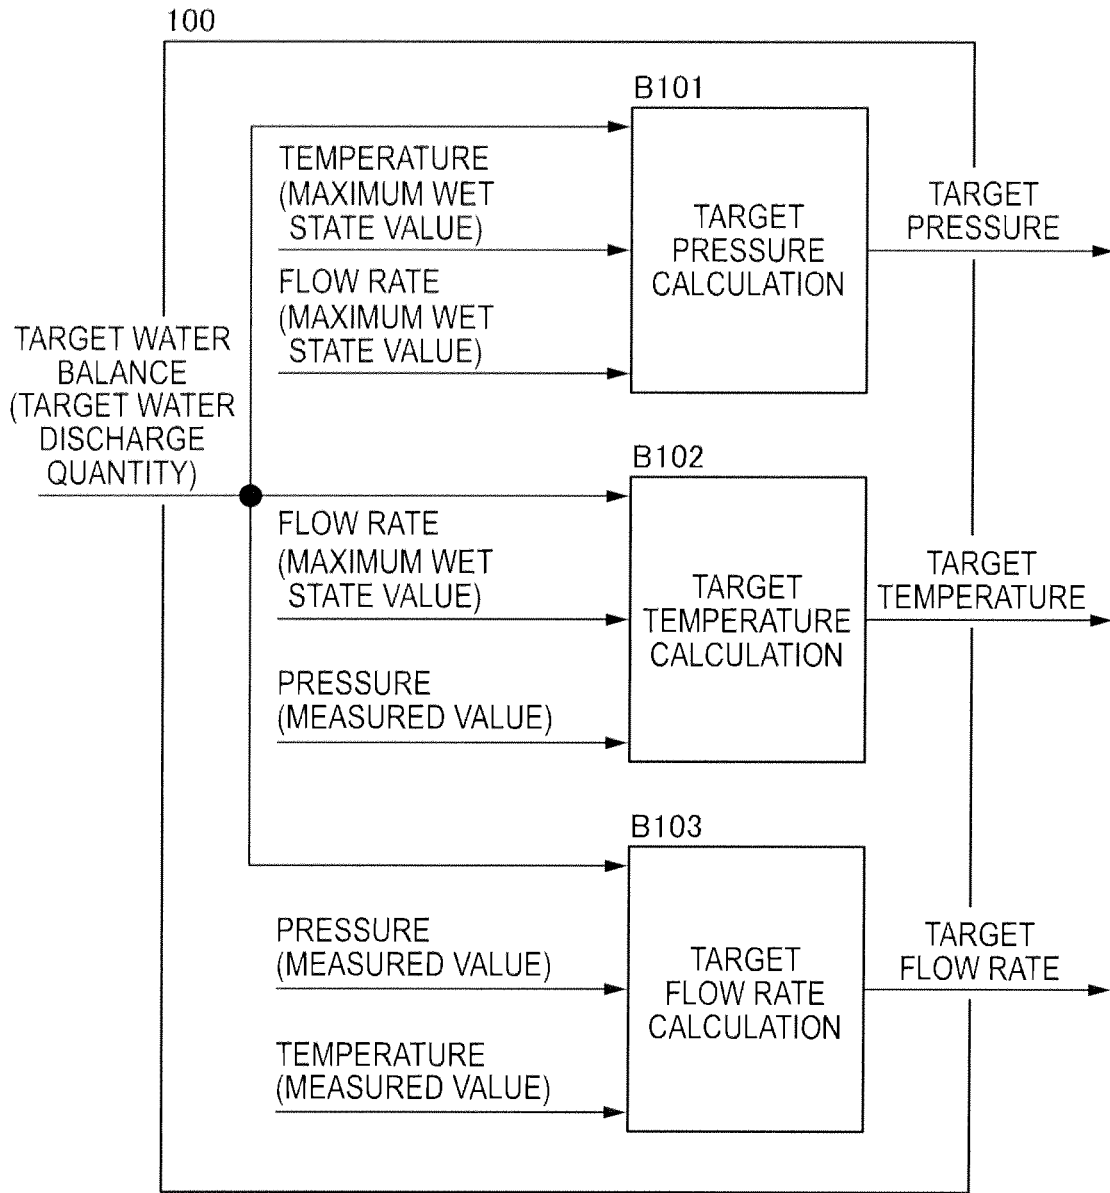 100
B101
TEMPERATURE
(MAXIMUM WET
STATE VALUE)
FLOW RATE
(MAXIMUM WET
STATE VALUE)
TARGET
PRESSURE
CALCULATION
TARGET
PRESSURE
TARGET WATER
BALANCE
(TARGET WATER
DISCHARGE
QUANTITY)
B102
FLOW RATE
(MAXIMUM WET
STATE VALUE)
PRESSURE
(MEASURED VALUE)
TARGET
TEMPERATURE
CALCULATION
TARGET
TEMPERATURE
B103
PRESSURE
(MEASURED VALUE)
TEMPERATURE
(MEASURED VALUE)
TARGET
FLOW RATE
CALCULATION
TARGET
FLOW RATE